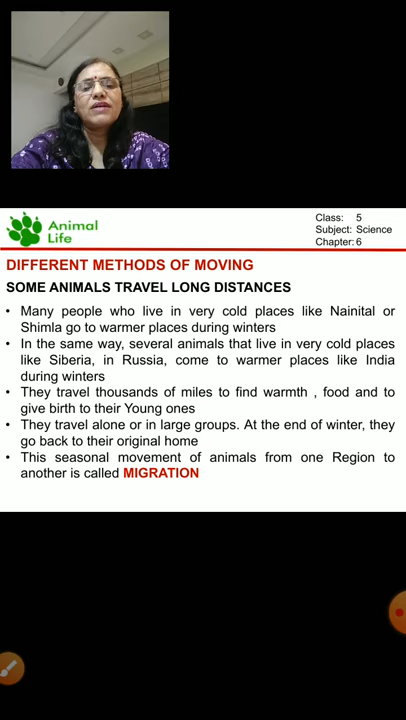 Animal
Life
Class: 5
Subject: Science
Chapter: 6
DIFFERENT METHODS OF MOVING
SOME ANIMALS TRAVEL LONG DISTANCES
• Many people who live in very cold places like Nainital or
Shimla go to warmer places during winters
• In the same way, several animals that live in very cold places
like Siberia, in Russia, come to warmer places like India
during winters
• They travel thousands of miles to find warmth , food and to
give birth to their Young ones
• They travel alone or in large groups. At the end of winter, they
go back to their original home
• This seasonal movement of animals from one Region to
another is called MIGRATION